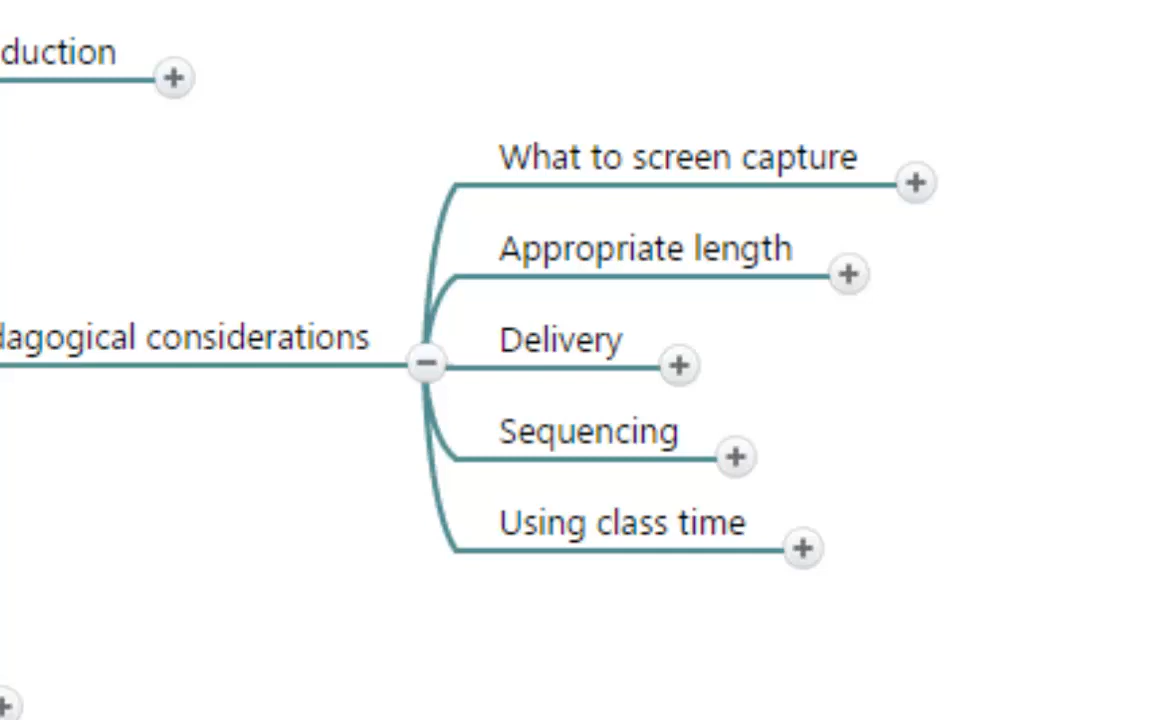 duction
What to screen capture
Appropriate length
dagogical considerations
Delivery
Sequencing
Using class time